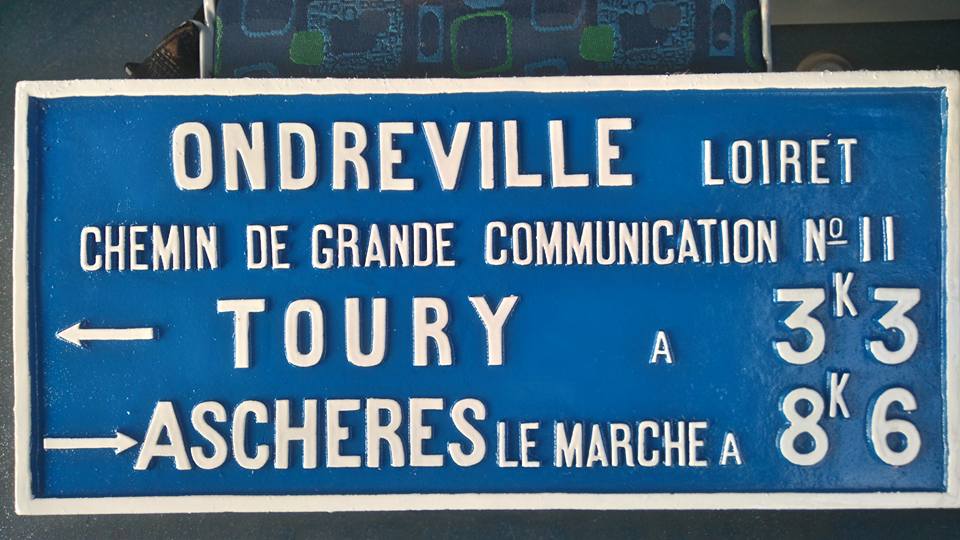 ONDREVILLE LOIRET
CHEMIN DE GRANDE COMMUNICATION Nº 11
TOURY A 3K3
ASCHERES LE MARCHE A 8K6